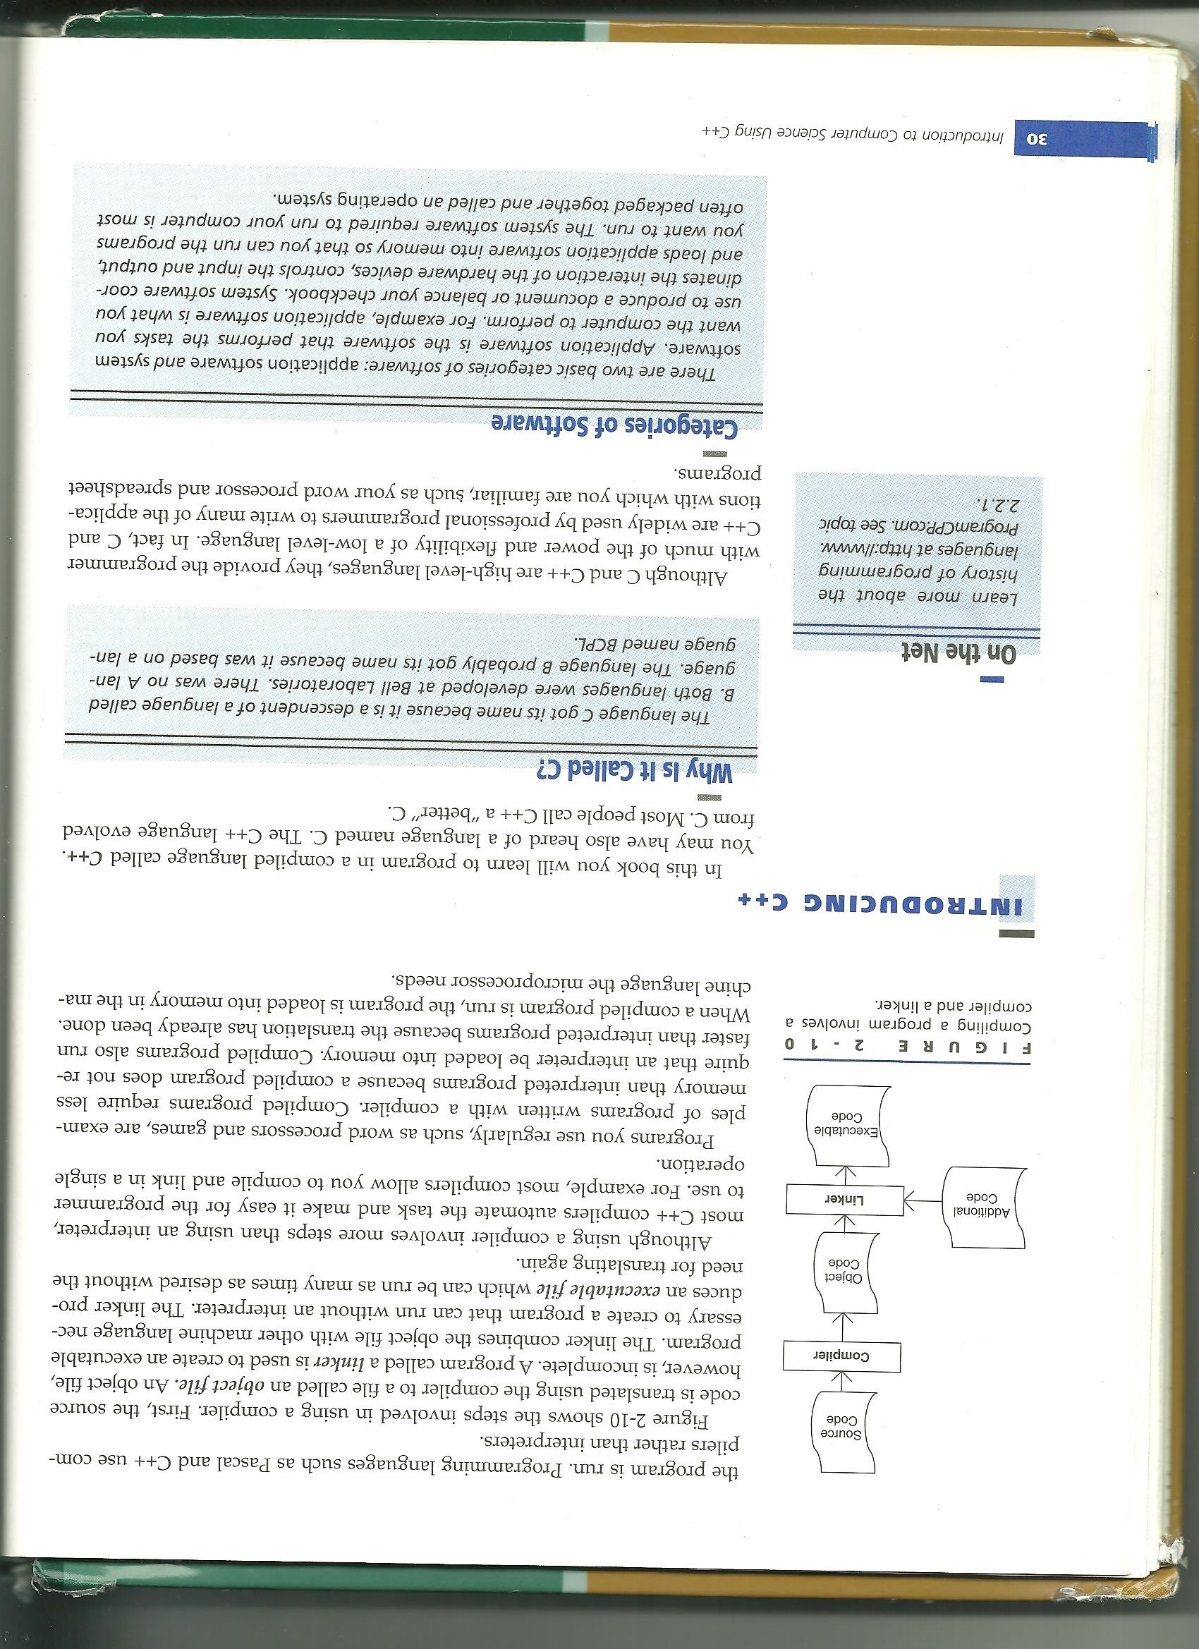 the program is run. Programming languages such as Pascal and C++ use com-
pilers rather than interpreters.
Figure 2-10 shows the steps involved in using a compiler. First, the source
code is translated using the compiler to a file called an object file. An object file,
however, is incomplete. A program called a linker is used to create an executable
program. The linker combines the object file with other machine language nec-
essary to create a program that can run without an interpreter. The linker pro-
duces an executable file which can be run as many times as desired without the
need for translating again.
Although using a compiler involves more steps than using an interpreter,
most C++ compilers automate the task and make it easy for the programmer
to use. For example, most compilers allow you to compile and link in a single
operation.
Programs you use regularly, such as word processors and games, are exam-
ples of programs written with a compiler. Compiled programs require less
memory than interpreted programs because a compiled program does not re-
quire that an interpreter be loaded into memory. Compiled programs also run
faster than interpreted programs because the translation has already been done.
When a compiled program is run, the program is loaded into memory in the ma-
chine language the microprocessor needs.
Source
Code
Compiler
Object
Code
Linker
Additional
Code
Executable
Code
FIGURE 2-10
Compiling a program involves a
compiler and a linker.
INTRODUCING C++
In this book you will learn to program in a compiled language called C++.
You may have also heard of a language named C. The C++ language evolved
from C. Most people call C++ a "better" C.
Why Is It Called C?
The language C got its name because it is a descendent of a language called
B. Both languages were developed at Bell Laboratories. There was no A lan-
guage. The language B probably got its name because it was based on a lan-
guage named BCPL.
On the Net
Learn more about the
history of programming
languages at http://www.
ProgramCPP.com. See topic
2.2.1.
Although C and C++ are high-level languages, they provide the programmer
with much of the power and flexibility of a low-level language. In fact, C and
C++ are widely used by professional programmers to write many of the applica-
tions with which you are familiar, such as your word processor and spreadsheet
programs.
Categories of Software
There are two basic categories of software: application software and system
software. Application software is the software that performs the tasks you
want the computer to perform. For example, application software is what you
use to produce a document or balance your checkbook. System software coor-
dinates the interaction of the hardware devices, controls the input and output,
and loads application software into memory so that you can run the programs
you want to run. The system software required to run your computer is most
often packaged together and called an operating system.
30 Introduction to Computer Science Using C++